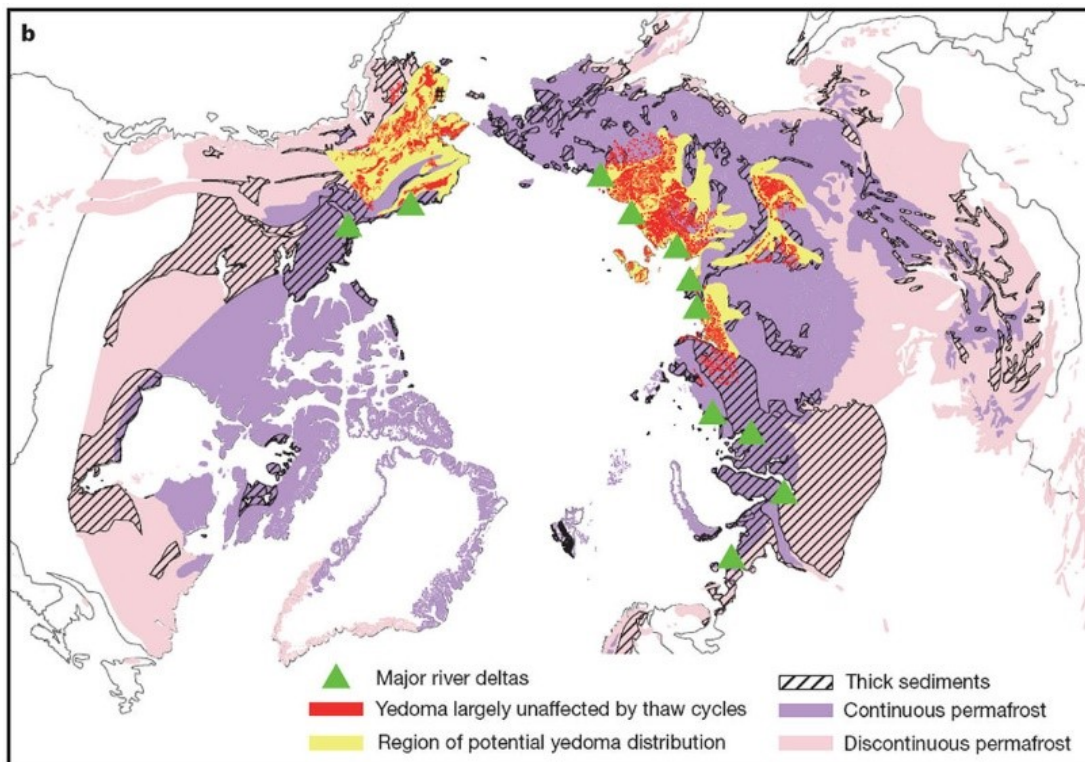 b
Major river deltas
Yedoma largely unaffected by thaw cycles
Region of potential yedoma distribution
Thick sediments
Continuous permafrost
Discontinuous permafrost